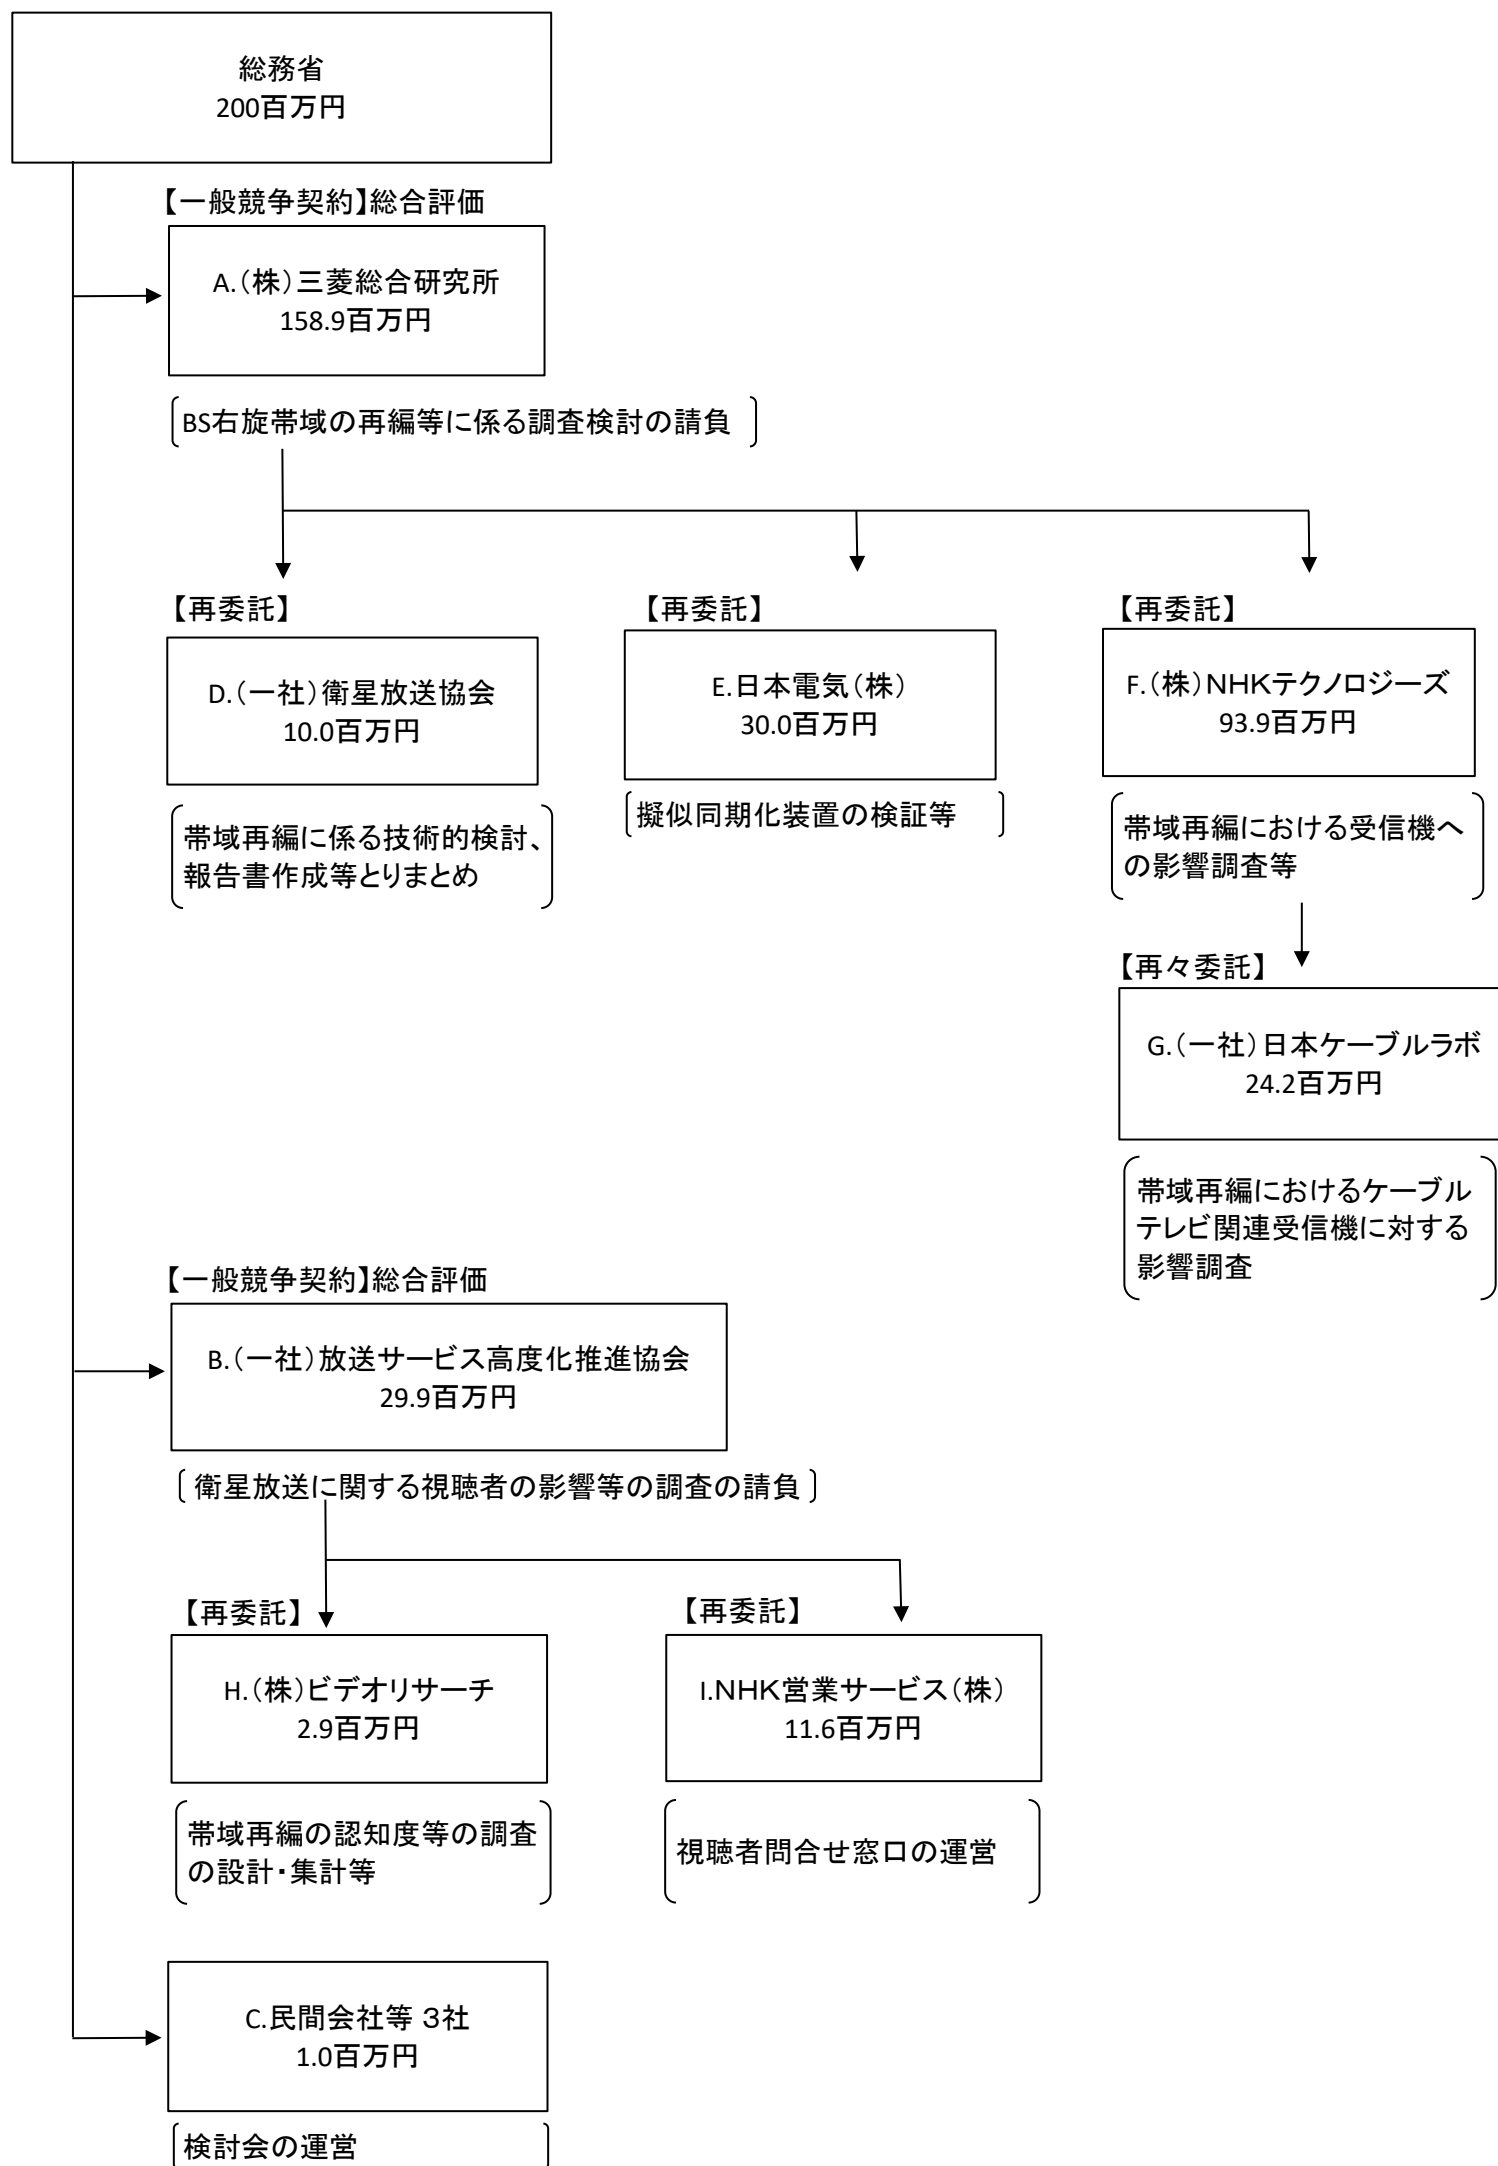 総務省
200百万円
【一般競争契約】総合評価
A.（株）三菱総合研究所
158.9百万円
BS右旋帯域の再編等に係る調査検討の請負
【再委託】
D.（一社）衛星放送協会
10.0百万円
帯域再編に係る技術的検討、
報告書作成等とりまとめ
【再委託】
E.日本電気（株）
30.0百万円
擬似同期化装置の検証等
【再委託】
F.（株）NHKテクノロジーズ
93.9百万円
帯域再編における受信機へ
の影響調査等
【再々委託】
G.（一社）日本ケーブルラボ
24.2百万円
帯域再編におけるケーブル
テレビ関連受信機に対する
影響調査
【一般競争契約】総合評価
B.（一社）放送サービス高度化推進協会
29.9百万円
衛星放送に関する視聴者の影響等の調査の請負
【再委託】
H.（株）ビデオリサーチ
2.9百万円
帯域再編の認知度等の調査
の設計・集計等
【再委託】
I.NHK営業サービス（株）
11.6百万円
視聴者問合せ窓口の運営
C.民間会社等 3社
1.0百万円
検討会の運営